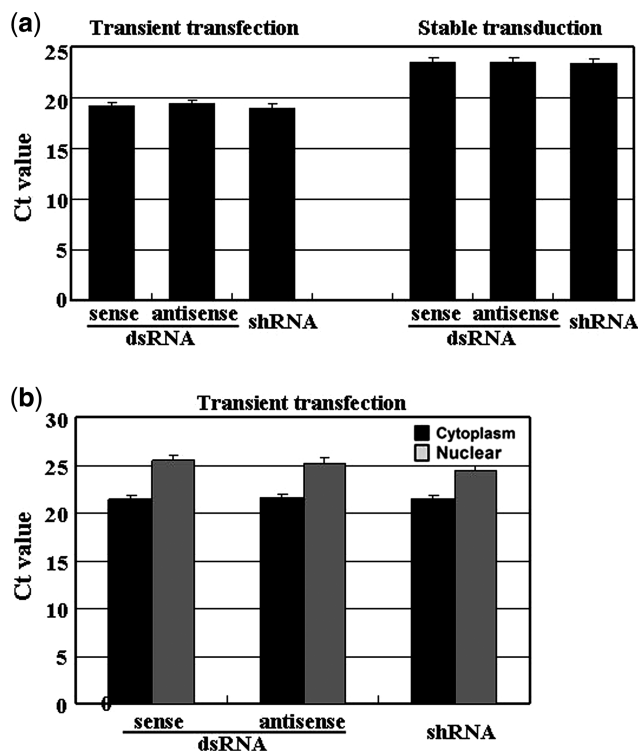 (a)
Transient transfection Stable transduction
25
20
15
10
5
0
Ct value
sense antisense shRNA sense antisense shRNA
dsRNA dsRNA
(b)
Transient transfection
30
25
20
15
10
5
0
0
Ct value
Cytoplasm
Nuclear
sense antisense shRNA
dsRNA